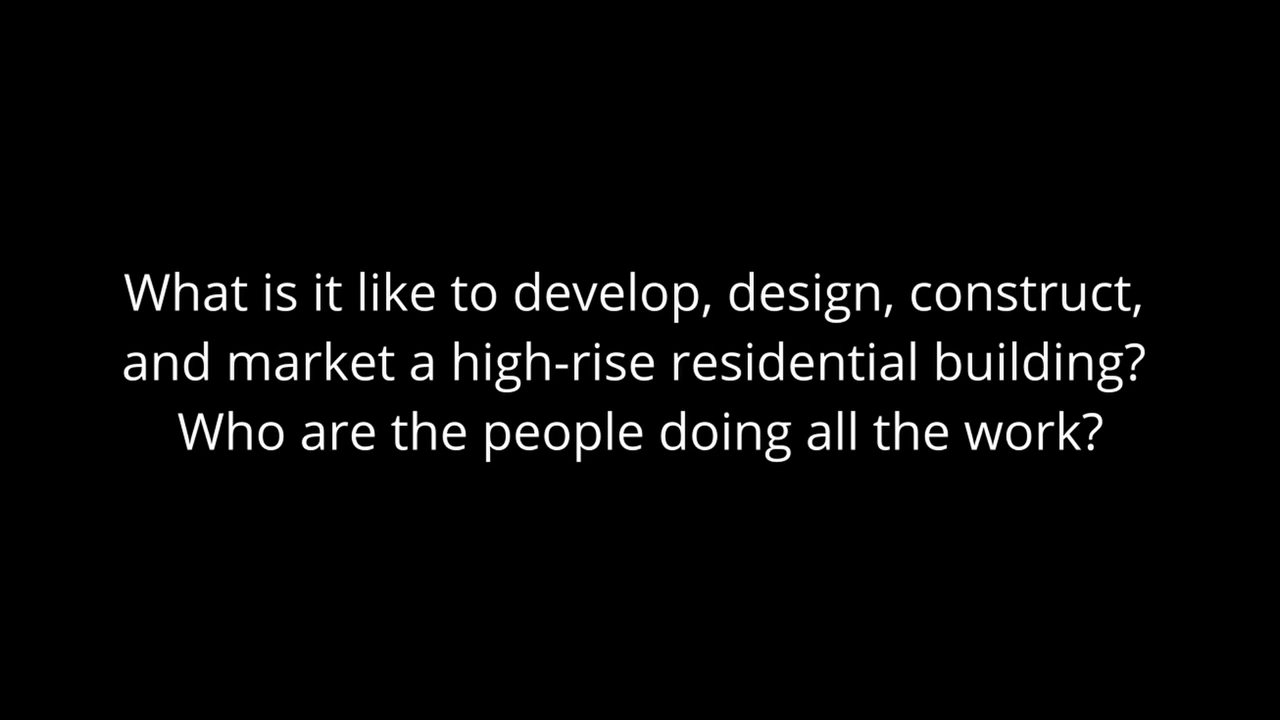 What is it like to develop, design, construct,
and market a high-rise residential building?
Who are the people doing all the work?